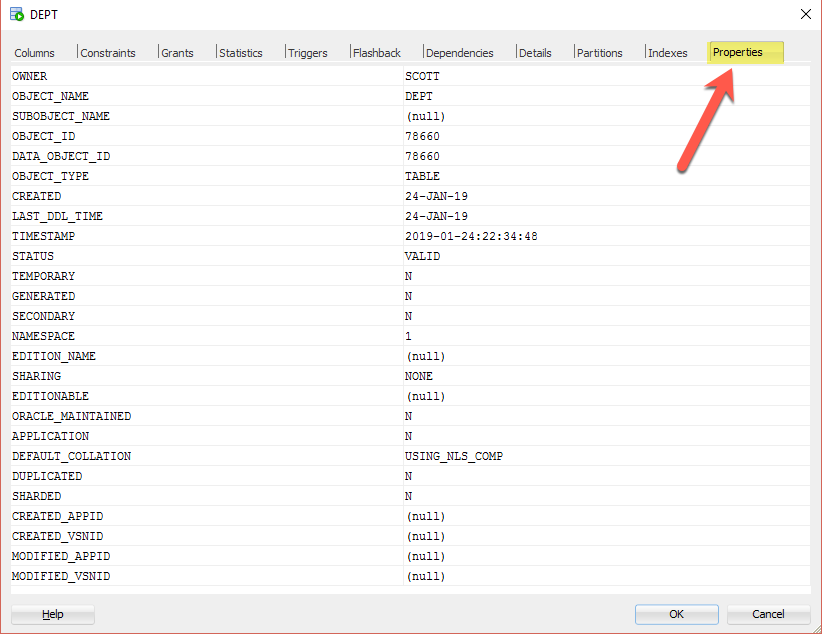 DEPT
Columns Constraints Grants Statistics Triggers Flashback Dependencies Details Partitions Indexes Properties
OWNER SCOTT
OBJECT_NAME DEPT
SUBOBJECT_NAME (null)
OBJECT_ID 78660
DATA_OBJECT_ID 78660
OBJECT_TYPE TABLE
CREATED 24-JAN-19
LAST_DDL_TIME 24-JAN-19
TIMESTAMP 2019-01-24:22:34:48
STATUS VALID
TEMPORARY N
GENERATED N
SECONDARY N
NAMESPACE 1
EDITION_NAME (null)
SHARING NONE
EDITIONABLE (null)
ORACLE_MAINTAINED N
APPLICATION N
DEFAULT_COLLATION USING_NLS_COMP
DUPLICATED N
SHARDED N
CREATED_APPID (null)
CREATED_VSNID (null)
MODIFIED_APPID (null)
MODIFIED_VSNID (null)
Help OK Cancel